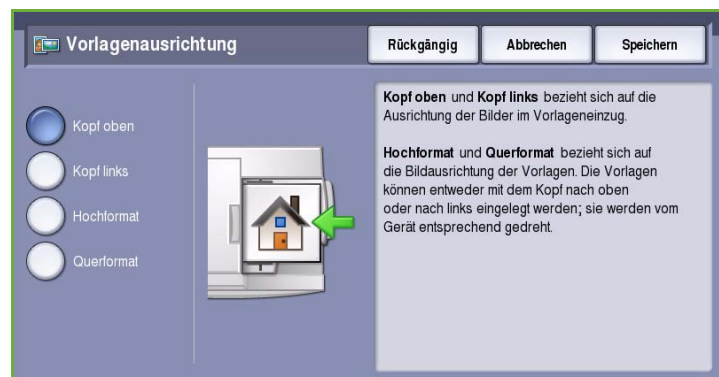 Vorlagenausrichtung
Rückgängig
Abbrechen
Speichern
Kopf oben
Kopf links
Hochformat
Querformat
Kopf oben und Kopf links bezieht sich auf die
Ausrichtung der Bilder im Vorlageneinzug.
Hochformat und Querformat bezieht sich auf
die Bildausrichtung der Vorlagen. Die Vorlagen
können entweder mit dem Kopf nach oben
oder nach links eingelegt werden; sie werden vom
Gerät entsprechend gedreht.